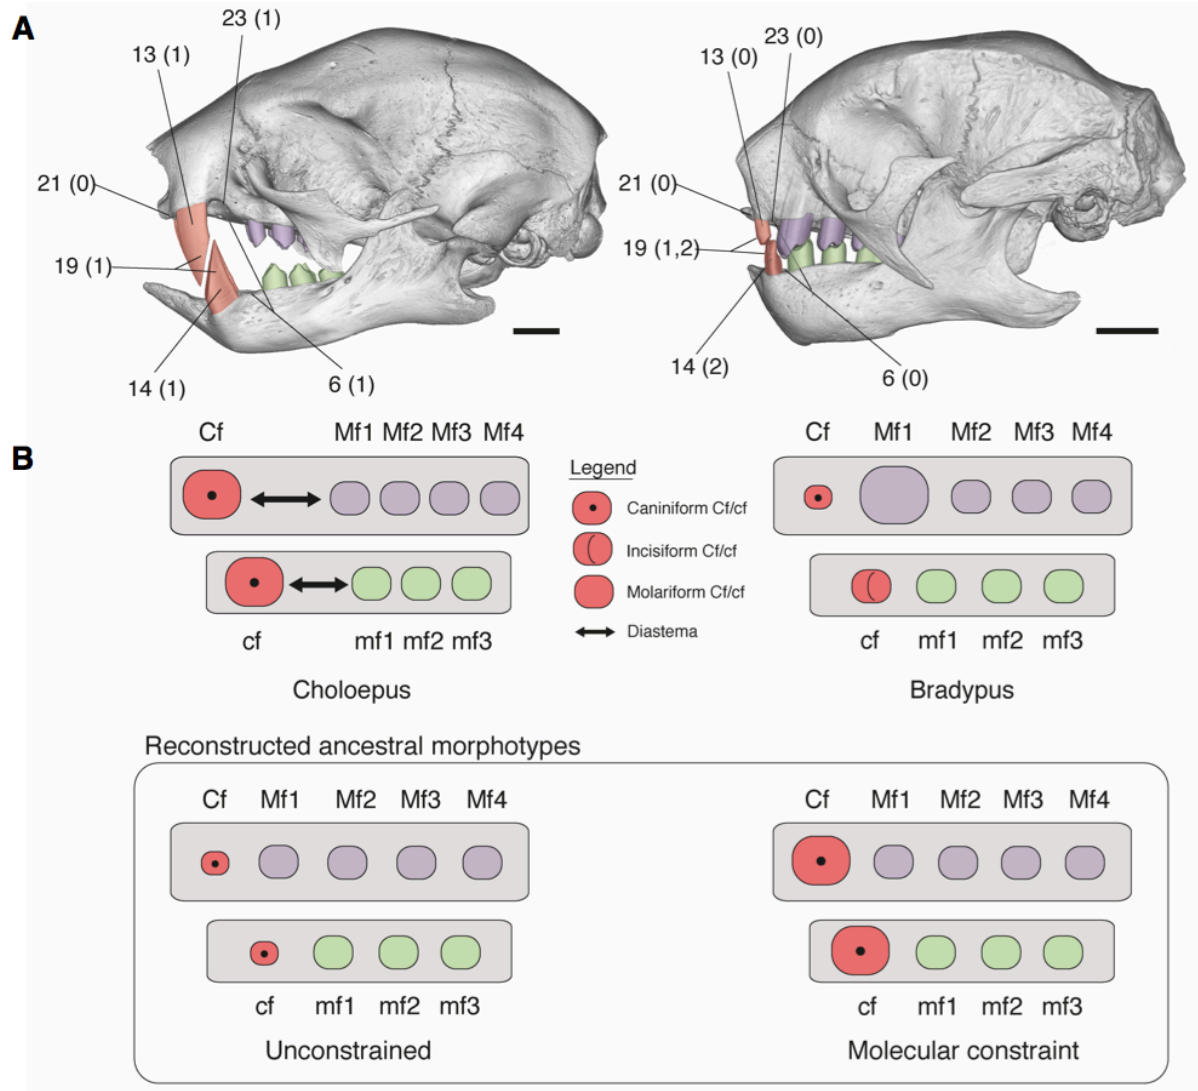 A
23 (1)
13 (1)
21 (0)
19 (1)
14 (1)
6 (1)
23 (0)
13 (0)
21 (0)
19 (1,2)
14 (2)
6 (0)
B
Cf Mf1 Mf2 Mf3 Mf4
cf mf1 mf2 mf3
Choloepus
Legend
Caniniform Cf/cf
Incisiform Cf/cf
Molariform Cf/cf
Diastema
Cf Mf1 Mf2 Mf3 Mf4
cf mf1 mf2 mf3
Bradypus
Reconstructed ancestral morphotypes
Cf Mf1 Mf2 Mf3 Mf4
cf mf1 mf2 mf3
Unconstrained
Cf Mf1 Mf2 Mf3 Mf4
cf mf1 mf2 mf3
Molecular constraint